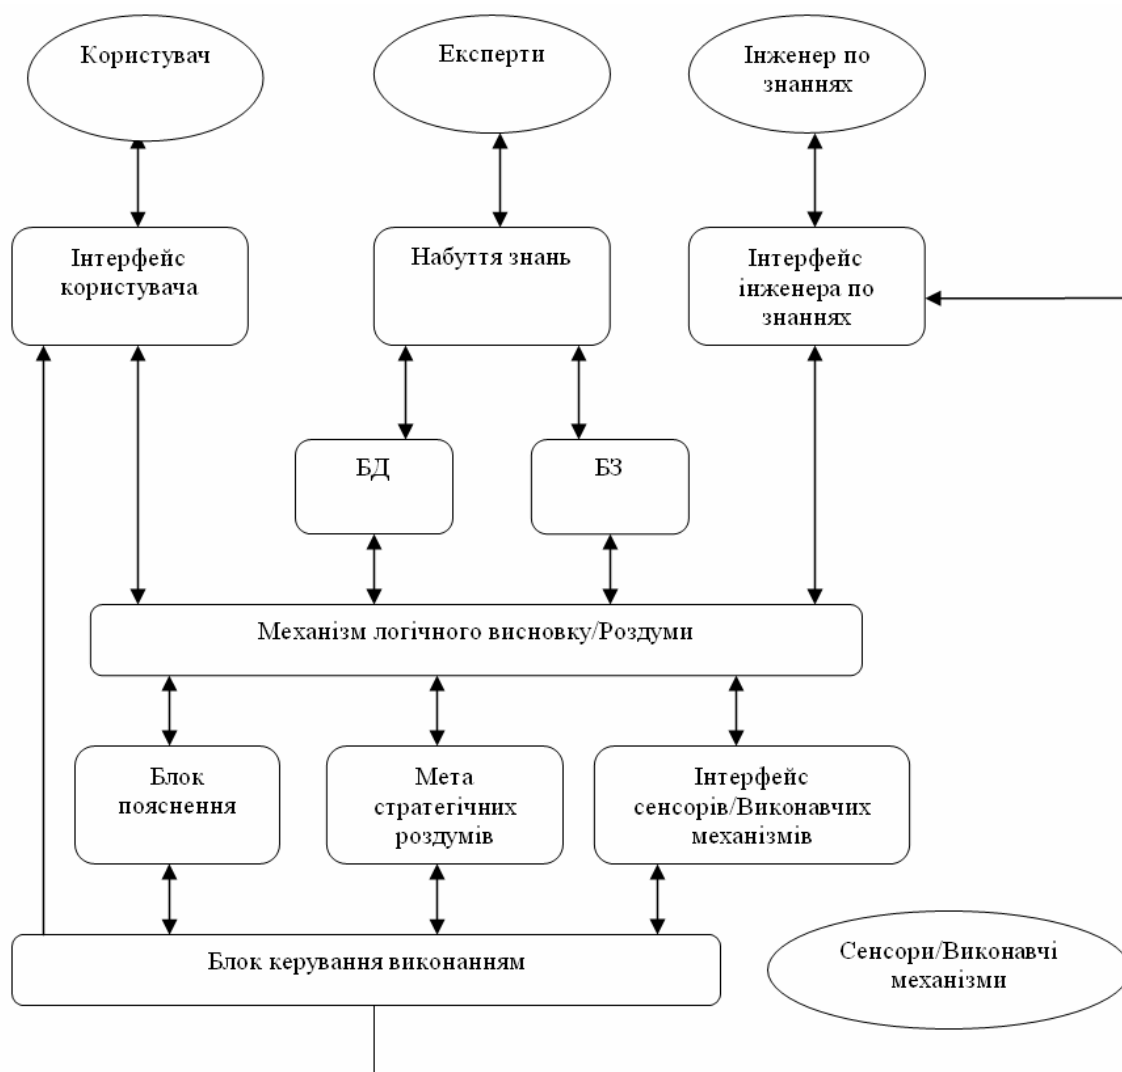 Користувач
Експерти
Інженер по
знаннях
Інтерфейс
користувача
Набуття знань
Інтерфейс
інженера по
знаннях
БД
БЗ
Механізм логічного висновку/Роздуми
Блок
пояснення
Мета
стратегічних
роздумів
Інтерфейс
сенсорів/Виконавчих
механізмів
Блок керування виконанням
Сенсори/Виконавчі
механізми